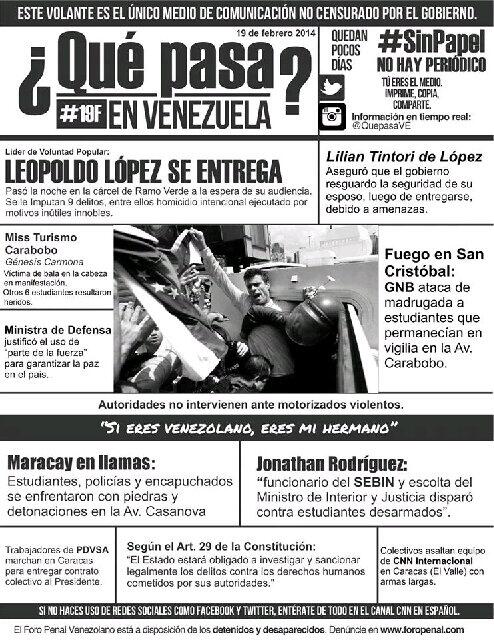 ESTE VOLANTE ES EL ÚNICO MEDIO DE COMUNICACIÓN NO CENSURADO POR EL GOBIERNO.
19 de febrero 2014
¿Qué pasa?
#19F EN VENEZUELA
QUEDAN
POCOS
DÍAS
#SinPapel
NO HAY PERIÓDICO
TÚ ERES EL MEDIO.
IMPRIME, COPIA,
COMPARTE.
Información en tiempo real:
@QuepasaVE
Líder de Voluntad Popular:
LEOPOLDO LÓPEZ SE ENTREGA
Pasó la noche en la cárcel de Ramo Verde a la espera de su audiencia.
Se le Imputan 9 delitos, entre ellos homicidio intencional ejecutado por
motivos inútiles innobles.
Lilian Tintori de López
Aseguró que el gobierno
resguardo la seguridad de su
esposo, luego de entregarse,
debido a amenazas.
Miss Turismo
Carabobo
Génesis Carmona
Víctima de bala en la cabeza
en manifestación.
Otros 6 estudiantes resultaron
heridos.
Ministra de Defensa
justificó el uso de
"parte de la fuerza"
para garantizar la paz
en el país.
Fuego en San
Cristóbal:
GNB ataca de
madrugada a
estudiantes que
permanecían en
vigilia en la Av.
Carabobo.
Autoridades no intervienen ante motorizados violentos.
"SI ERES VENEZOLANO, ERES MI HERMANO"
Maracay en llamas:
Estudiantes, policías y encapuchados
se enfrentaron con piedras y
detonaciones en la Av. Casanova
Jonathan Rodríguez:
"funcionario del SEBIN y escolta del
Ministro de Interior y Justicia disparó
contra estudiantes desarmados".
Trabajadores de PDVSA
marchan en Caracas
para entregar contrato
colectivo al Presidente.
Según el Art. 29 de la Constitución:
"El Estado estará obligado a investigar y sancionar
legalmente los delitos contra los derechos humanos
cometidos por sus autoridades."
Colectivos asaltan equipo
de CNN Internacional
en Caracas (El Valle) con
armas largas.
SI NO HACES USO DE REDES SOCIALES COMO FACEBOOK Y TWITTER, ENTÉRATE DE TODO EN EL CANAL CNN EN ESPAÑOL.
El Foro Penal Venezolano está a disposición de los detenidos y desaparecidos. Denúncie en www.foropenal.com